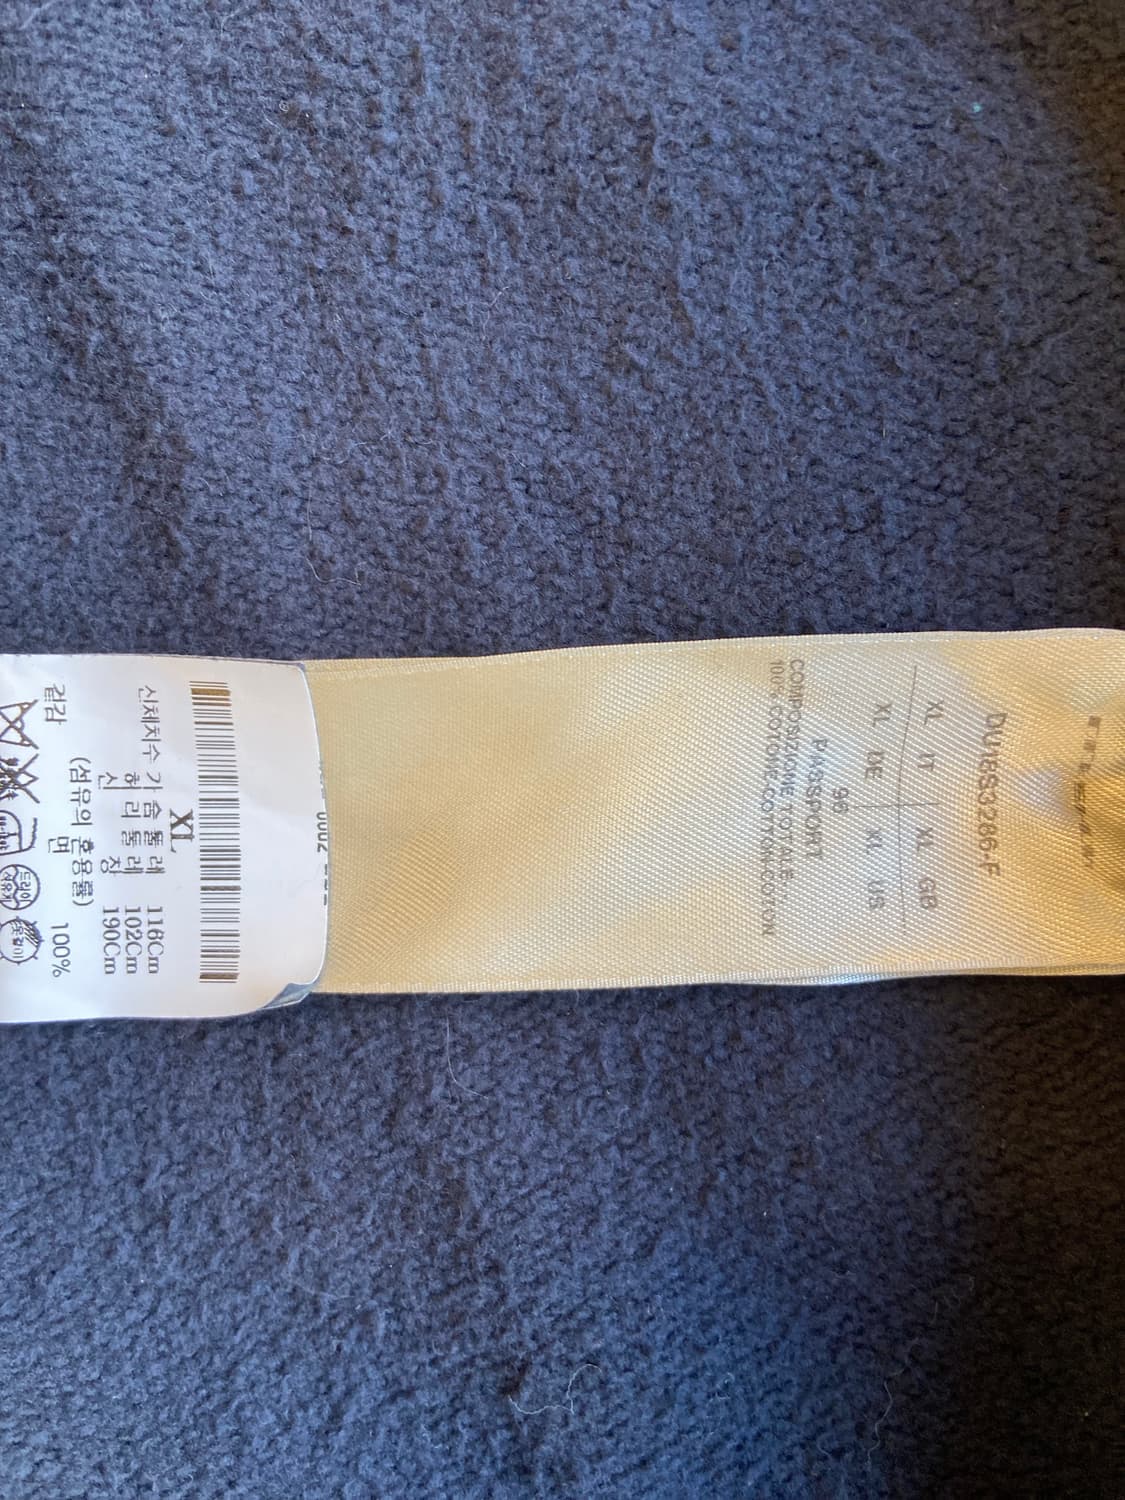 XL IT XL GB
XL DE XL US
96
PASSPORT
COMPOSIZIONE TOTALE
100% COTONE-COTTON-COTON
XL
신체치수 가슴둘레 116Cm
허리둘레 102Cm
신 장 190Cm
(섬유의 혼용율)
겉감 면 100%